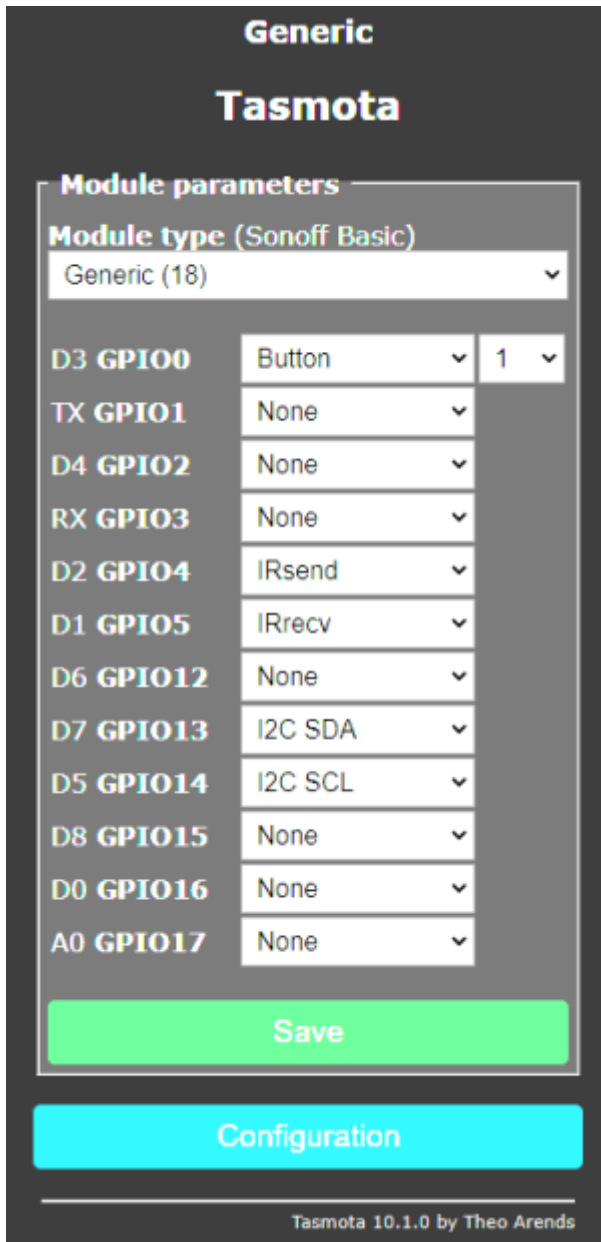 Generic
Tasmota
Module parameters
Module type (Sonoff Basic)
Generic (18)
D3 GPIO0 Button 1
TX GPIO1 None
D4 GPIO2 None
RX GPIO3 None
D2 GPIO4 IRsend
D1 GPIO5 IRrecv
D6 GPIO12 None
D7 GPIO13 I2C SDA
D5 GPIO14 I2C SCL
D8 GPIO15 None
D0 GPIO16 None
A0 GPIO17 None
Save
Configuration
Tasmota 10.1.0 by Theo Arends